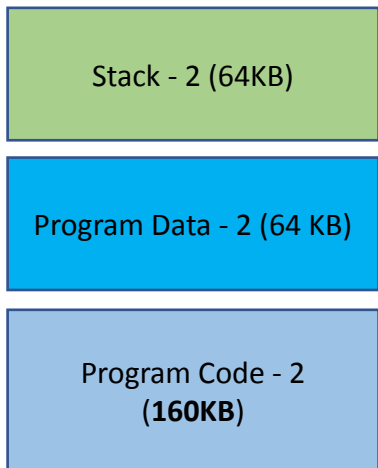 Stack - 2 (64KB)
Program Data - 2 (64 KB)
Program Code - 2
(160KB)